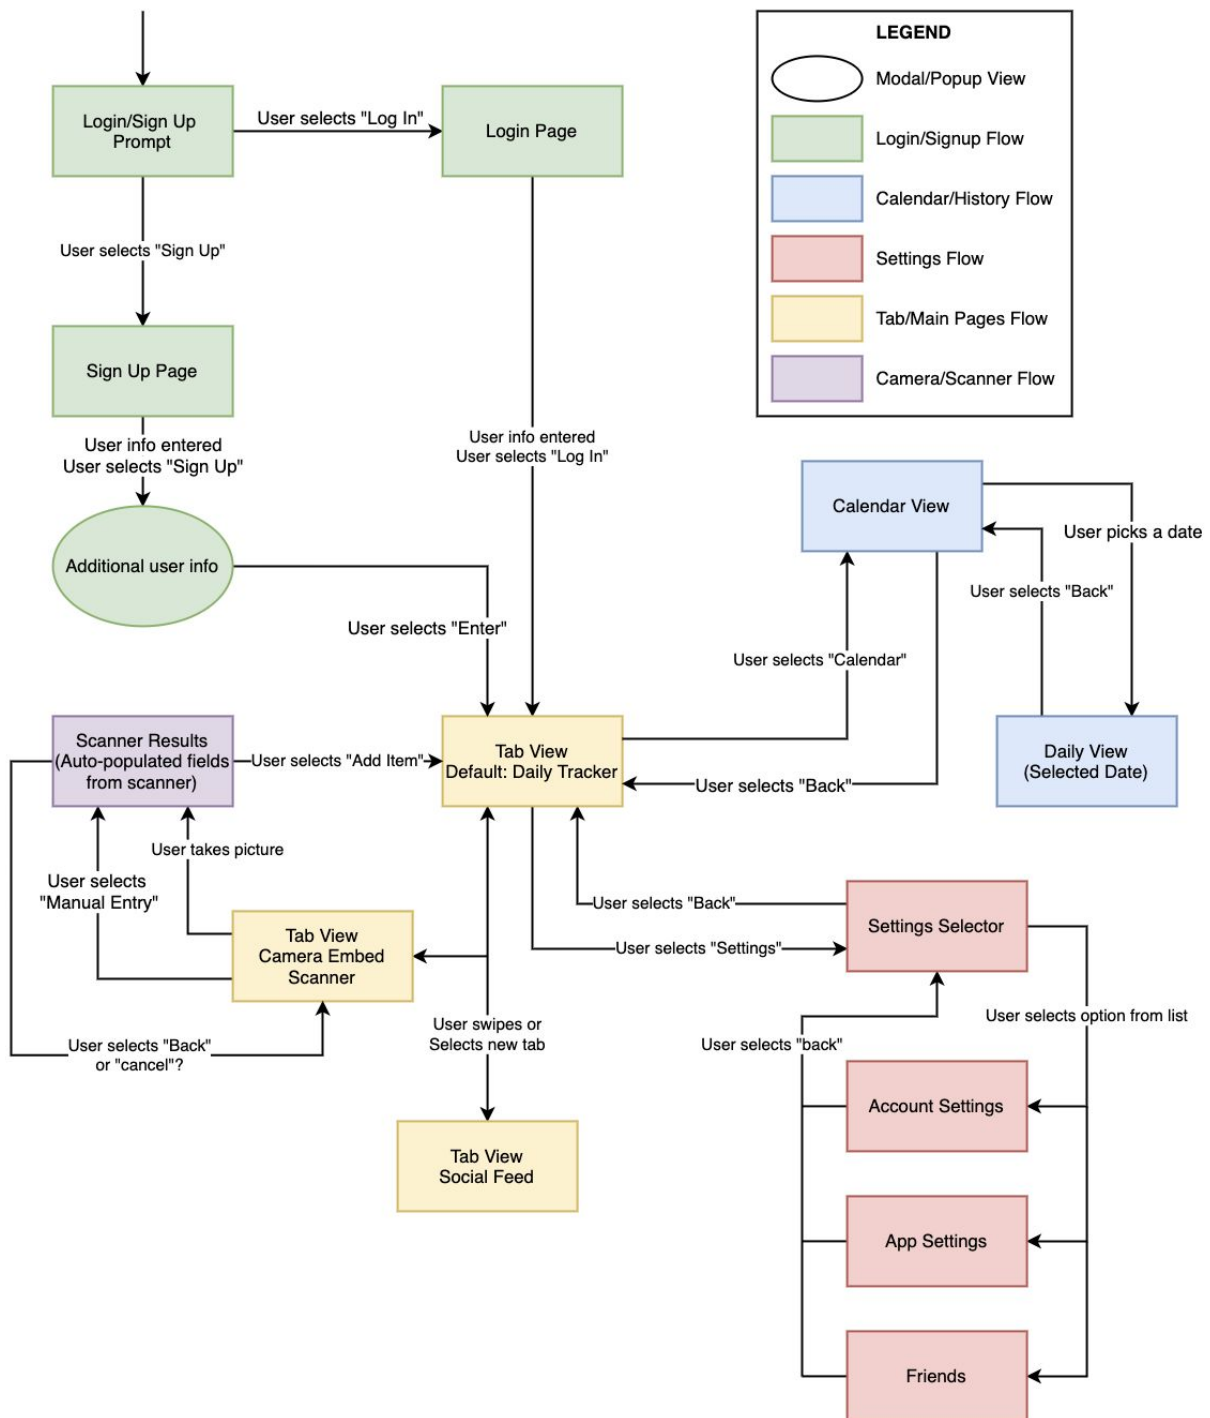 LEGEND
Modal/Popup View
Login/Signup Flow
Calendar/History Flow
Settings Flow
Tab/Main Pages Flow
Camera/Scanner Flow
Login/Sign Up
Prompt
User selects "Log In"
Login Page
User selects "Sign Up"
Sign Up Page
User info entered
User selects "Sign Up"
User info entered
User selects "Log In"
Additional user info
User selects "Enter"
Calendar View
User picks a date
User selects "Back"
User selects "Calendar"
Scanner Results
(Auto-populated fields
from scanner)
User selects "Add Item"
Tab View
Default: Daily Tracker
User selects "Back"
Daily View
(Selected Date)
User takes picture
User selects
"Manual Entry"
Tab View
Camera Embed
Scanner
User selects "Back"
User selects "Settings"
Settings Selector
User selects "Back"
or "cancel"?
User swipes or
Selects new tab
User selects option from list
User selects "back"
Account Settings
Tab View
Social Feed
App Settings
Friends